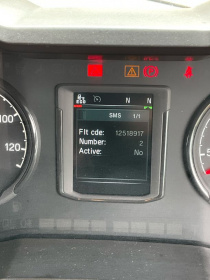 N N
SMS 1/1
Flt cde: 12518917
Number: 2
Active: No
100
120